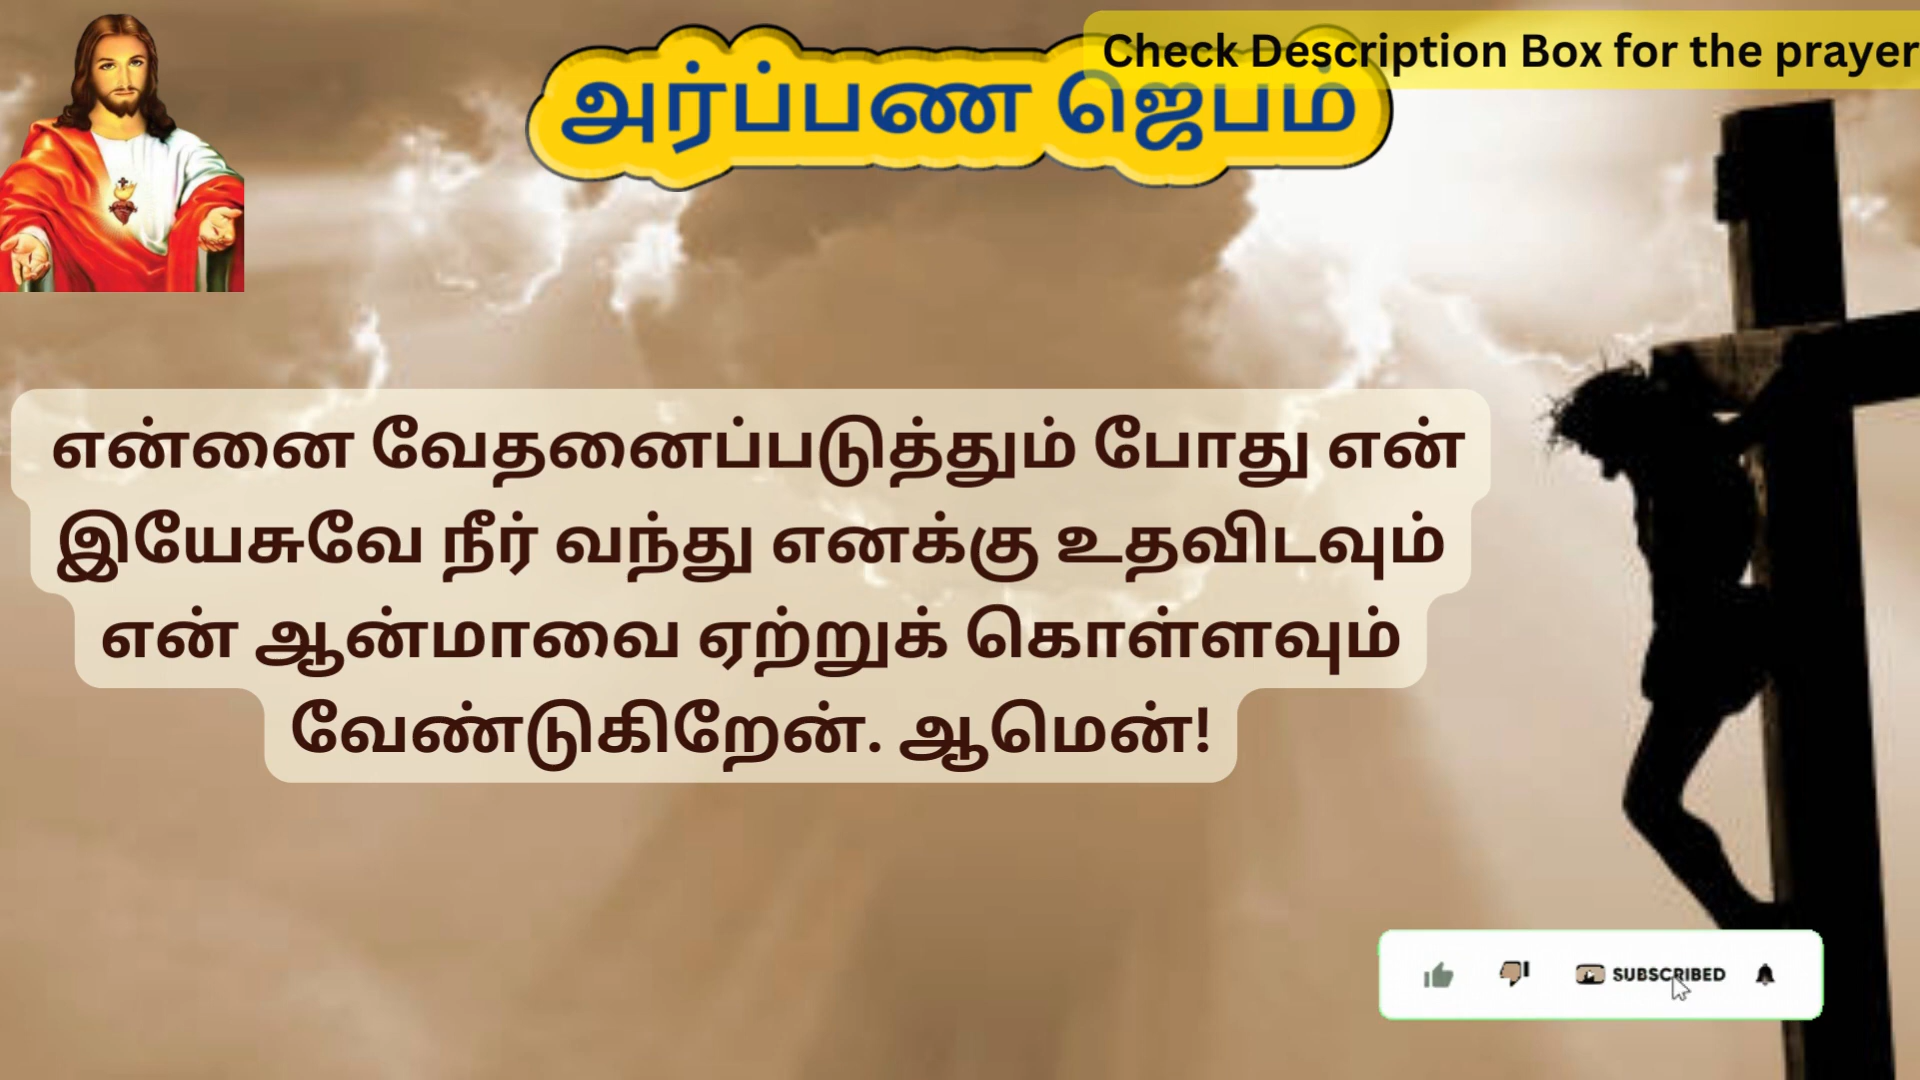 அர்ப்பண ஜெபம்
Check Description Box for the prayer
என்னை வேதனைப்படுத்தும் போது என்
இயேசுவே நீர் வந்து எனக்கு உதவிடவும்
என் ஆன்மாவை ஏற்றுக் கொள்ளவும்
வேண்டுகிறேன். ஆமென்!
SUBSCRIBED